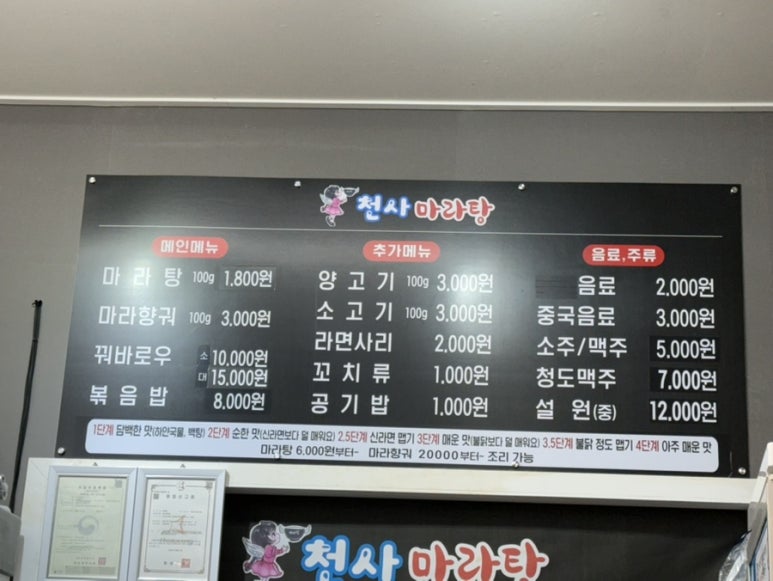 천사 마라탕
메인메뉴
마라탕 100g 1,800원
마라향궈 100g 3,000원
꿔바로우 소 10,000원
대 15,000원
볶음밥 8,000원
추가메뉴
양고기 100g 3,000원
소고기 100g 3,000원
라면사리 2,000원
꼬치류 1,000원
공기밥 1,000원
음료,주류
음료 2,000원
중국음료 3,000원
소주/맥주 5,000원
청도맥주 7,000원
설원(중) 12,000원
1단계 담백한 맛(하얀국물, 백탕) 2단계 순한 맛(신라면보다 덜 매워요) 2.5단계 신라면 맵기 3단계 매운 맛(불닭보다 덜 매워요) 3.5단계 불닭 정도 맵기 4단계 아주 매운 맛
마라탕 6,000원부터~ 마라향궈 20000부터~ 조리 가능
천사 마라탕